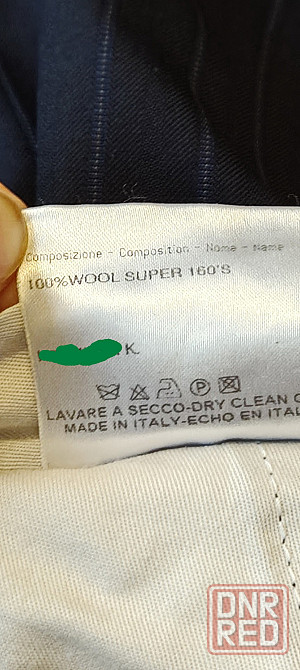 Composizione - Composition - Nome - Name
100%WOOL SUPER 160'S
K.
P
LAVARE A SECCO-DRY CLEAN O
MADE IN ITALY-ECHO EN ITAL
DNR
RED